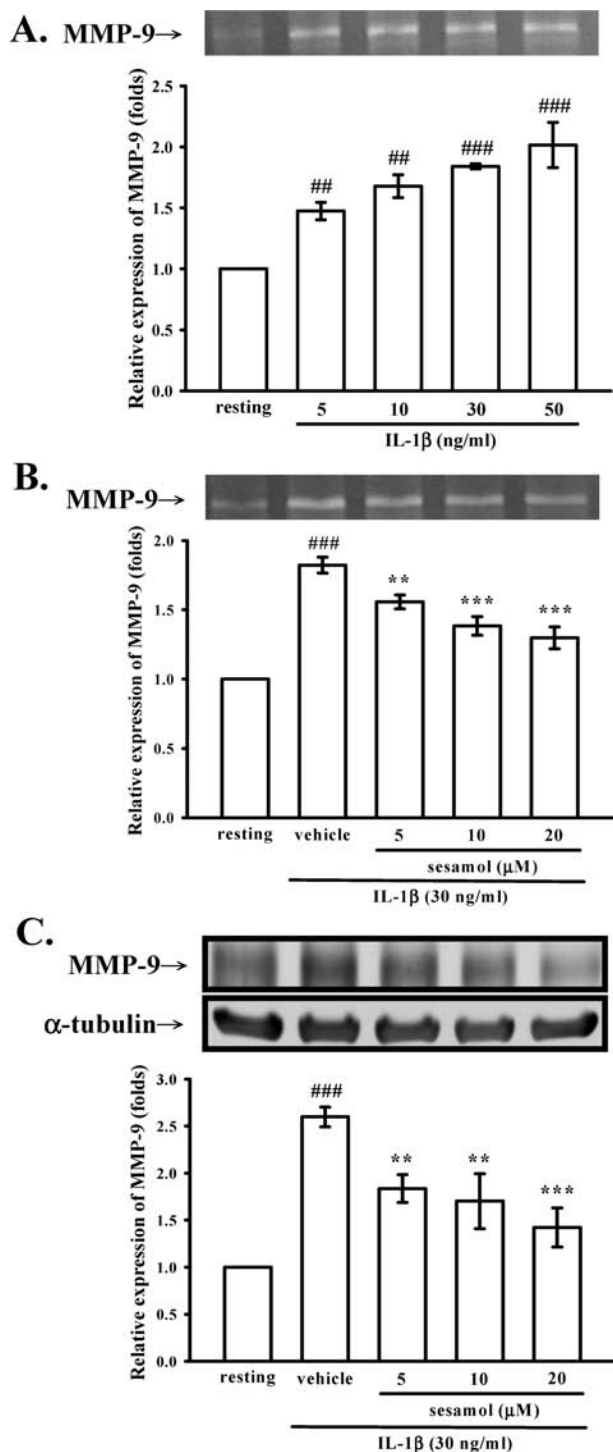 A.
MMP-9→
Relative expression of MMP-9 (folds)
2.5
2.0
1.5
1.0
0.5
0.0
##
##
###
###
resting 5 10 30 50
IL-1β (ng/ml)
B.
MMP-9→
Relative expression of MMP-9 (folds)
2.0
1.5
1.0
0.5
0.0
###
**
***
***
resting vehicle 5 10 20
sesamol (μM)
IL-1β (30 ng/ml)
C.
MMP-9→
α-tubulin→
Relative expression of MMP-9 (folds)
3.0
2.5
2.0
1.5
1.0
0.5
0.0
###
**
**
***
resting vehicle 5 10 20
sesamol (μM)
IL-1β (30 ng/ml)